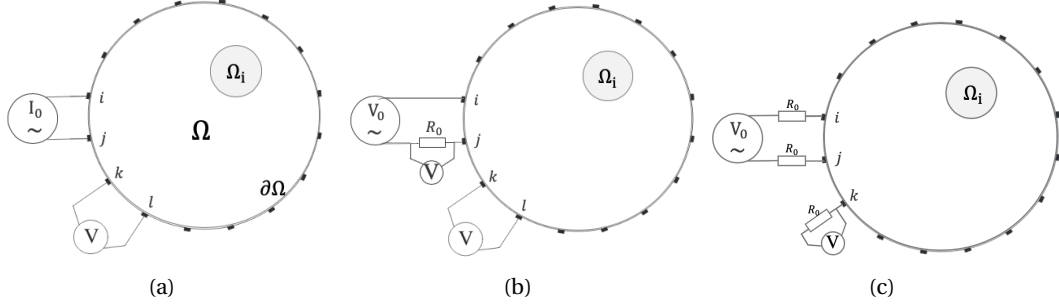 I₀
~
i
j
k
l
V
Ω
Ωᵢ
∂Ω
(a)
V₀
~
R₀
V
i
j
k
l
V
Ωᵢ
(b)
V₀
~
R₀
R₀
i
j
k
R₀
V
Ωᵢ
(c)